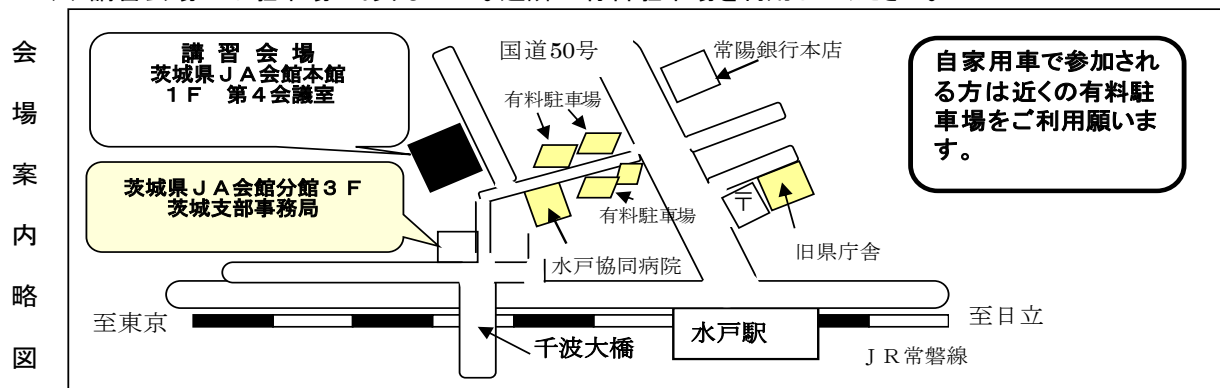 会場案内略図
講習会場
茨城県JA会館本館
1F 第4会議室
国道50号
常陽銀行本店
自家用車で参加され
る方は近くの有料駐
車場をご利用願いま
す。
有料駐車場
茨城県JA会館分館3F
茨城支部事務局
有料駐車場
〒
水戸協同病院
旧県庁舎
至東京
千波大橋
水戸駅
至日立
JR常磐線